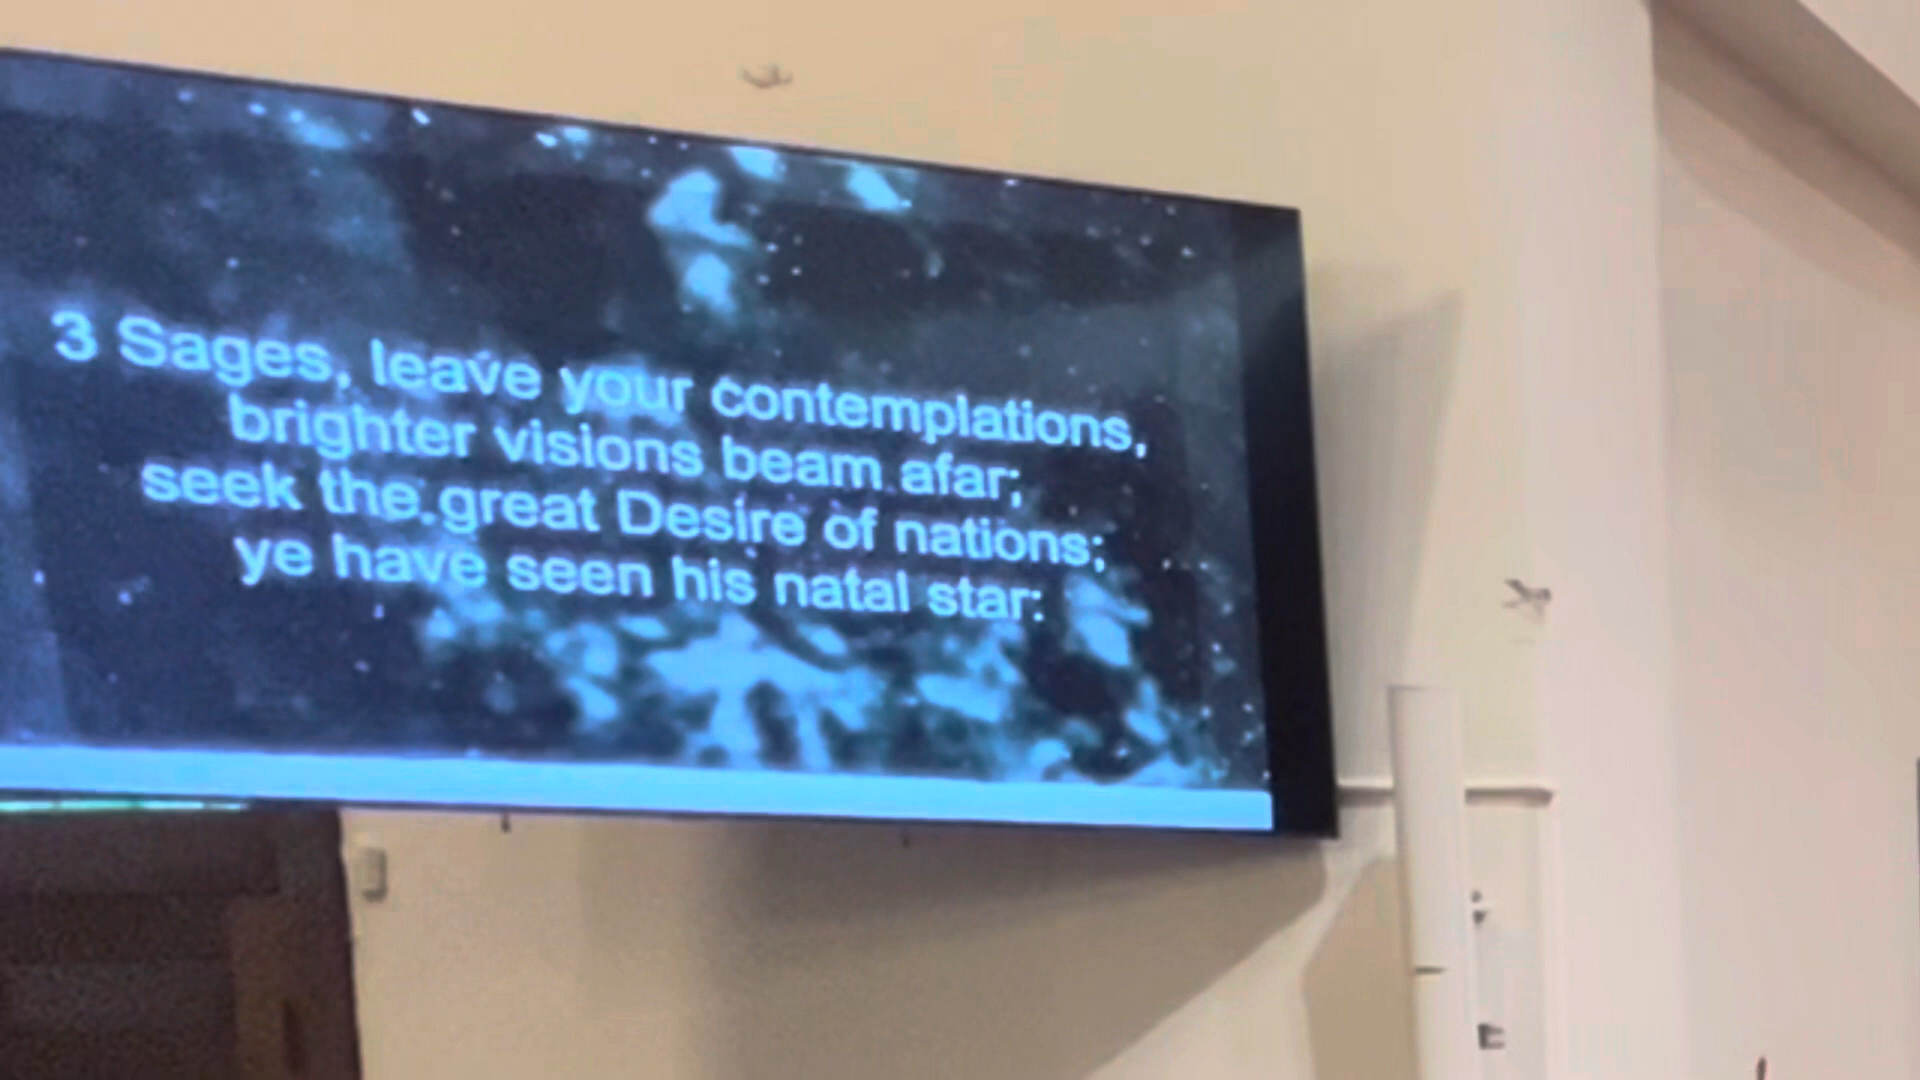 3 Sages, leave your contemplations,
brighter visions beam afar;
seek the great Desire of nations;
ye have seen his natal star: